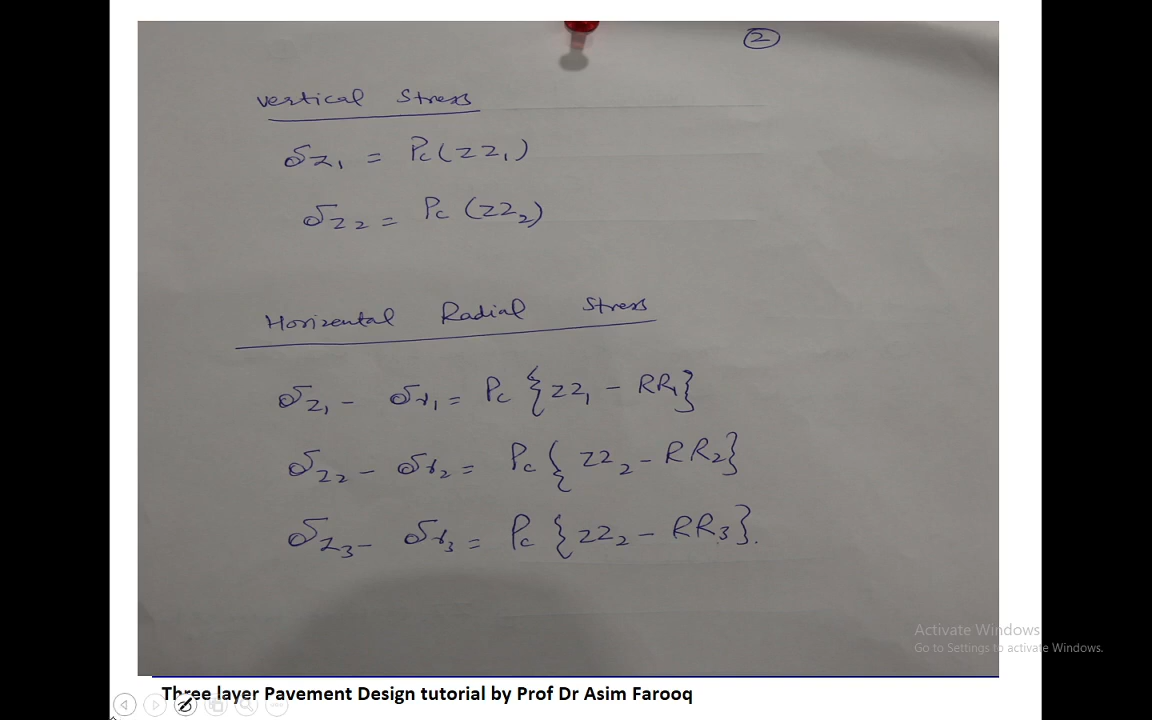 ②
Vertical Stress
σz₁ = Pc(ZZ₁)
σz₂ = Pc (ZZ₂)
Horizental Radial Stress
σz₁ - σr₁ = Pc {ZZ₁ - RR₁}
σz₂ - σr₂ = Pc { ZZ₂ - RR₂}
σz₃ - σr₃ = Pc {ZZ₂ - RR₃}.
Activate Windows
Go to Settings to activate Windows.
Three layer Pavement Design tutorial by Prof Dr Asim Farooq